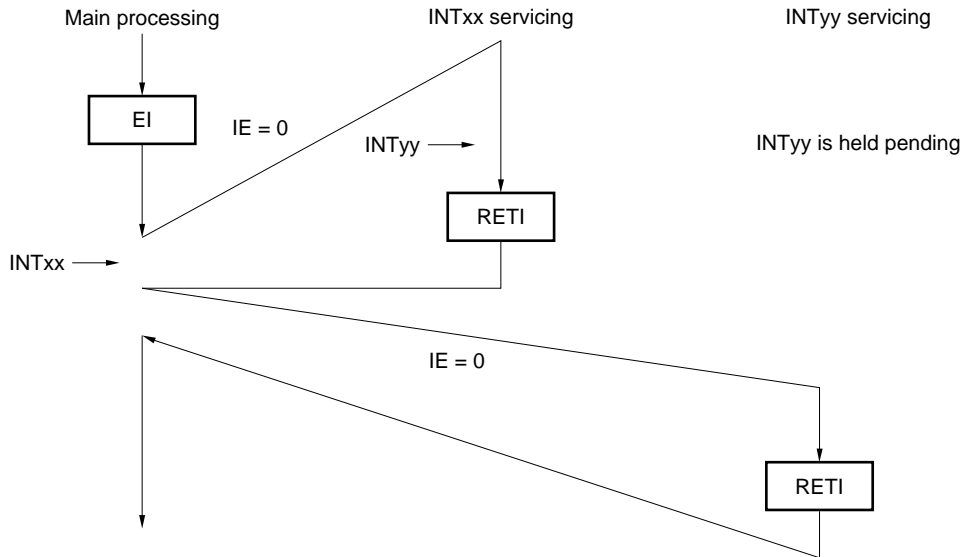 Main processing
INTxx servicing
INTyy servicing
EI
IE = 0
INTyy
INTyy is held pending
RETI
INTxx
IE = 0
RETI